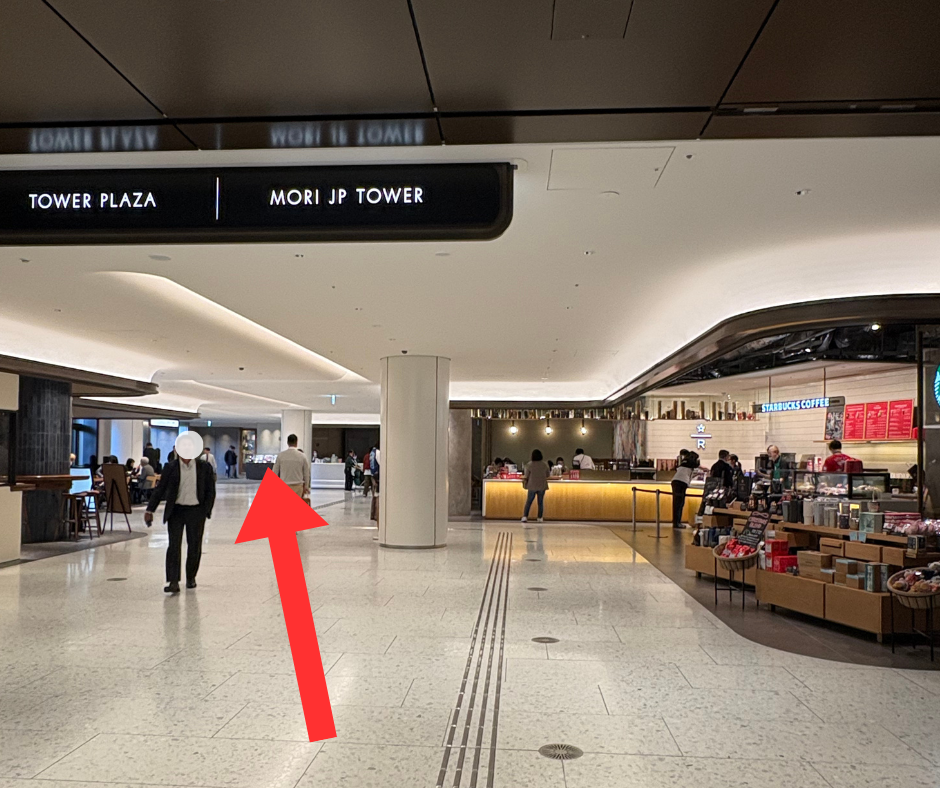 TOWER PLAZA
MORI JP TOWER
STARBUCKS COFFEE
R